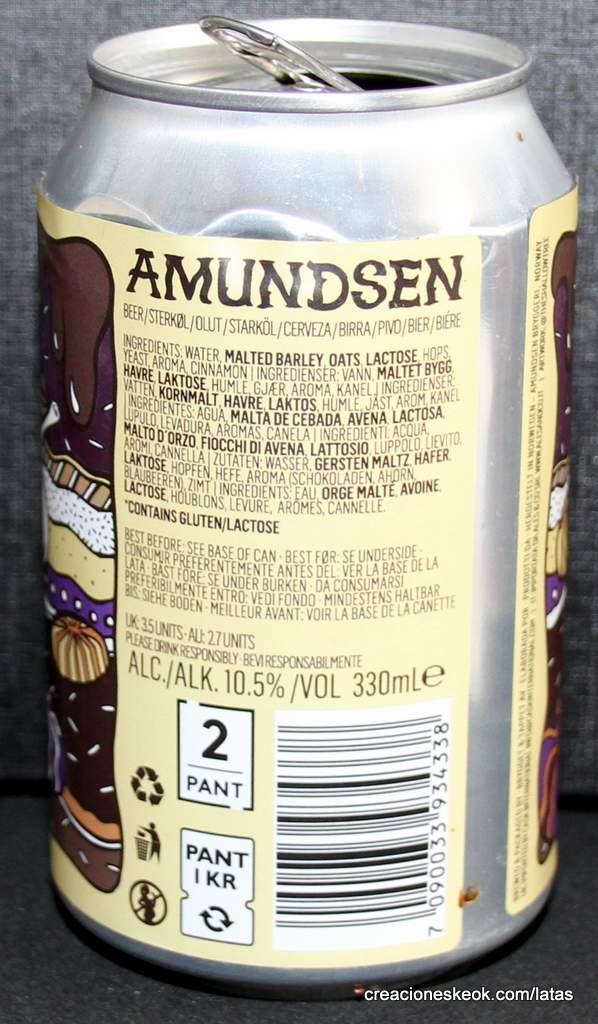 AMUNDSEN
BEER/STERKØL/OLUT/STARKÖL/CERVEZA/BIRRA/PIVO/BIER/BIÉRE
INGREDIENTS: WATER, MALTED BARLEY, OATS, LACTOSE, HOPS,
YEAST, AROMA, CINNAMON | INGREDIENSER: VANN, MALTET BYGG,
HAVRE, LAKTOSE, HUMLE, GJÆR, AROMA, KANEL | INGREDIENSER:
VATTEN, KORNMALT, HAVRE, LAKTOS, HUMLE, JÄST AROM, KANEL
| INGREDIENTES: AGUA, MALTA DE CEBADA, AVENA, LACTOSA,
LUPULO, LEVADURA, AROMAS, CANELA | INGREDIENTI: ACQUA,
MALTO D'ORZO, FIOCCHI DI AVENA, LATTOSIO, LUPPOLO, LIEVITO,
AROMI, CANNELLA | ZUTATEN: WASSER, GERSTEN MALTZ, HAFER,
LAKTOSE, HOPFEN, HEFE, AROMA (SCHOKOLADEN, AHORN,
BLAUBEEREN), ZIMT | INGRÉDIENTS: EAU, ORGE MALTÉ, AVOINE,
LACTOSE, HOUBLONS, LEVURE, ARÔMES, CANNELLE.
*CONTAINS GLUTEN/LACTOSE
BEST BEFORE: SEE BASE OF CAN · BEST FØR: SE UNDERSIDE ·
CONSUMIR PREFERENTEMENTE ANTES DEL: VER LA BASE DE LA
LATA · BÄST FÖRE: SE UNDER BURKEN · DA CONSUMARSI
PREFERIBILMENTE ENTRO: VEDI FONDO · MINDESTENS HALTBAR
BIS: SIEHE BODEN · MEILLEUR AVANT: VOIR LA BASE DE LA CANETTE
UK: 3.5 UNITS · AU: 2.7 UNITS
PLEASE DRINK RESPONSIBLY · BEVI RESPONSABILMENTE
ALC./ALK. 10.5% /VOL 330mL℮
2
PANT
PANT
1 KR
7 090033 934338
creacioneskeok.com/latas